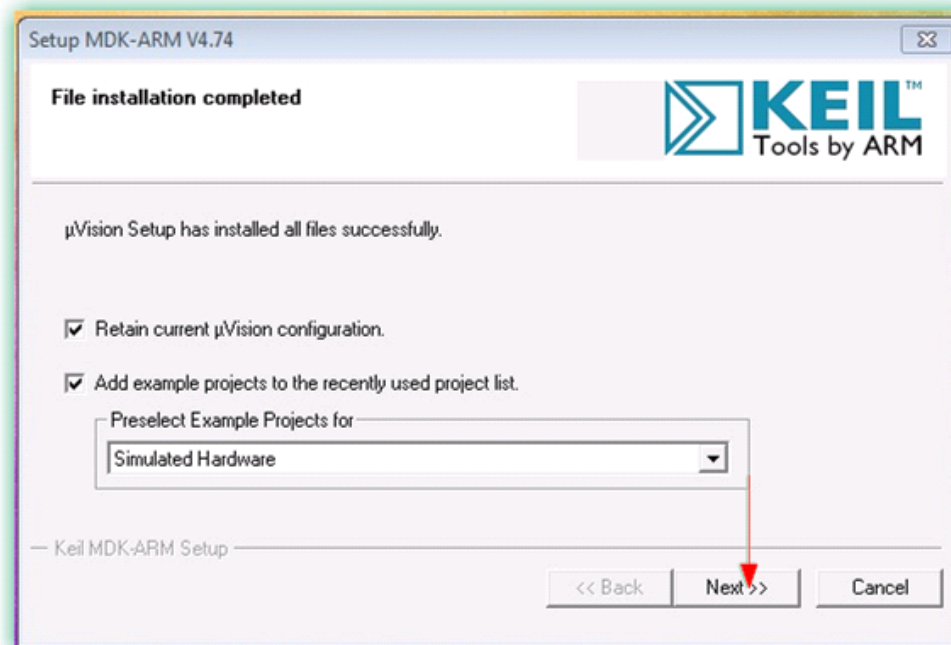 Setup MDK-ARM V4.74
File installation completed
KEIL™
Tools by ARM
µVision Setup has installed all files successfully.
Retain current µVision configuration.
Add example projects to the recently used project list.
Preselect Example Projects for
Simulated Hardware
Keil MDK-ARM Setup
<< Back Next >> Cancel